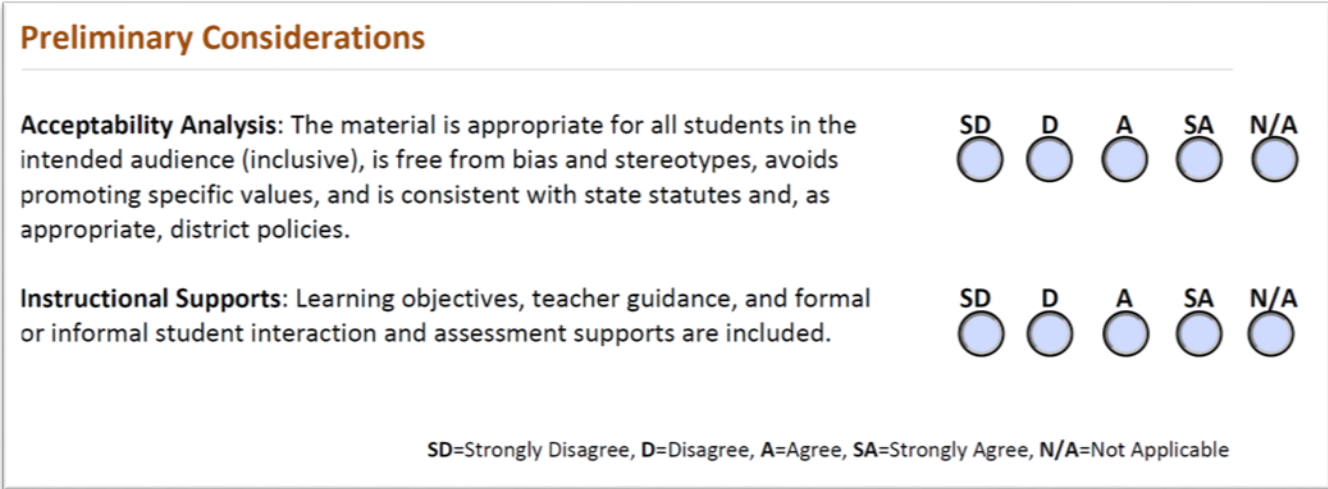 Preliminary Considerations
SD D A SA N/A
Acceptability Analysis: The material is appropriate for all students in the
intended audience (inclusive), is free from bias and stereotypes, avoids
promoting specific values, and is consistent with state statutes and, as
appropriate, district policies.
SD D A SA N/A
Instructional Supports: Learning objectives, teacher guidance, and formal
or informal student interaction and assessment supports are included.
SD=Strongly Disagree, D=Disagree, A=Agree, SA=Strongly Agree, N/A=Not Applicable